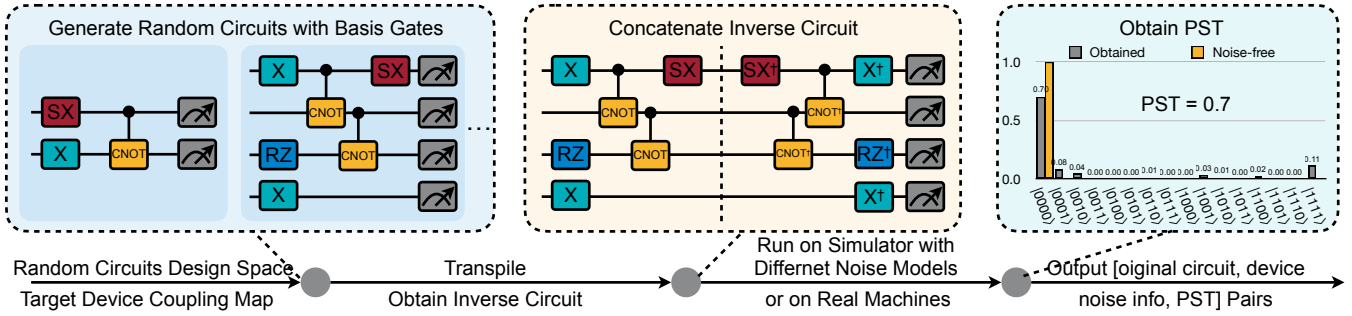 Generate Random Circuits with Basis Gates
SX
CNOT
X
X
SX
CNOT
RZ
CNOT
X
...
Concatenate Inverse Circuit
X
SX
SX†
X†
CNOT
CNOT†
RZ
CNOT
CNOT†
RZ†
X
X†
Obtain PST
Obtained
Noise-free
1.0
0.5
0.0
PST = 0.7
0.70
0.08
0.04
0.00
0.00
0.00
0.01
0.00
0.00
0.03
0.01
0.00
0.02
0.00
0.00
0.11
|0000⟩
|0001⟩
|0010⟩
|0011⟩
|1000⟩
|1001⟩
|1010⟩
|1011⟩
|1100⟩
|1101⟩
|1110⟩
|1111⟩
Random Circuits Design Space
Target Device Coupling Map
Transpile
Obtain Inverse Circuit
Run on Simulator with
Differnet Noise Models
or on Real Machines
Output [oiginal circuit, device
noise info, PST] Pairs